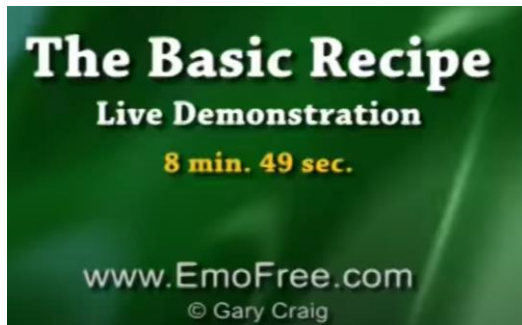 The Basic Recipe
Live Demonstration
8 min. 49 sec.
www.EmoFree.com
© Gary Craig